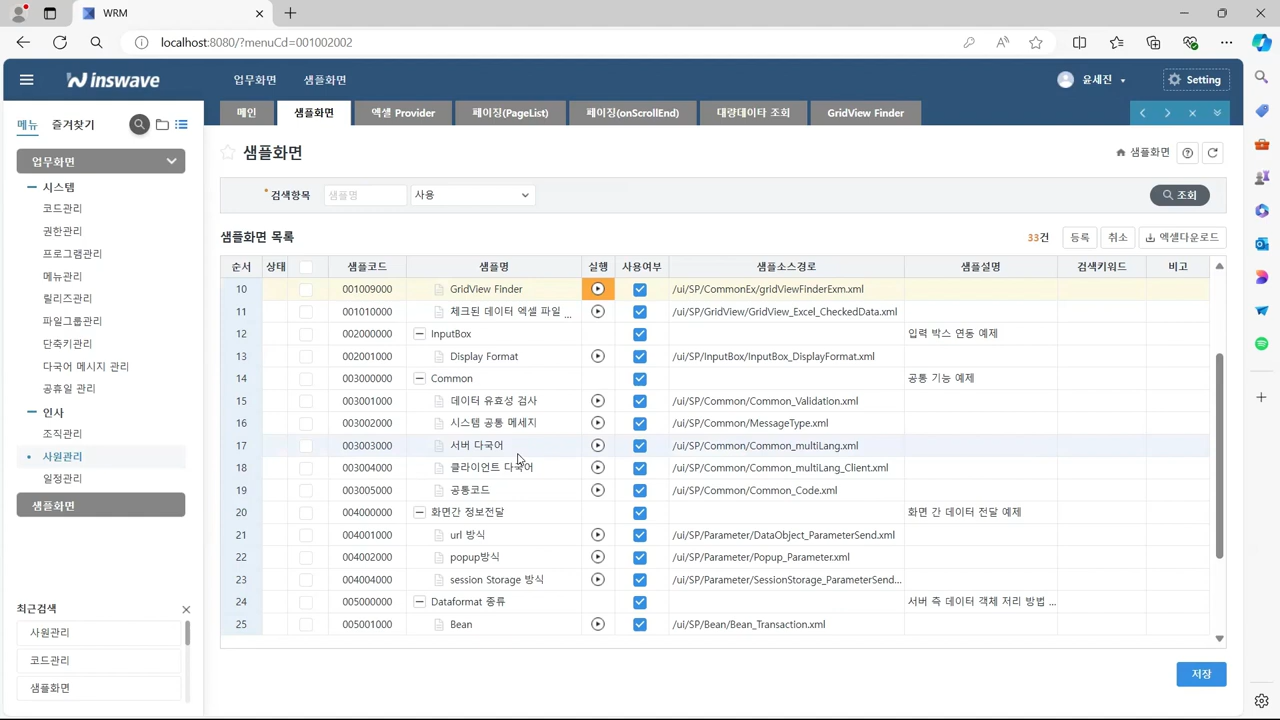 WRM
localhost:8080/?menuCd=001002002
inswave 업무화면 샘플화면 윤세진 Setting
메뉴 즐겨찾기
메인 샘플화면 엑셀 Provider 페이징(PageList) 페이징(onScrollEnd) 대량데이타 조회 GridView Finder
업무화면
시스템
코드관리
권한관리
프로그램관리
메뉴관리
릴리즈관리
파일그룹관리
단축키관리
다국어 메시지 관리
공휴일 관리
인사
조직관리
사원관리
일정관리
샘플화면
최근검색
사원관리
코드관리
샘플화면
샘플화면 샘플화면
검색항목 샘플명 사용 조회
샘플화면 목록 33건 등록 취소 엑셀다운로드
순서 상태 샘플코드 샘플명 실행 사용여부 샘플소스경로 샘플설명 검색키워드 비고
10 001009000 GridView Finder /ui/SP/CommonEx/gridViewFinderExm.xml
11 001010000 체크된 데이터 엑셀 파일 ... /ui/SP/GridView/GridView_Excel_CheckedData.xml
12 002000000 InputBox 입력 박스 연동 예제
13 002001000 Display Format /ui/SP/InputBox/InputBox_DisplayFormat.xml
14 003000000 Common 공통 기능 예제
15 003001000 데이터 유효성 검사 /ui/SP/Common/Common_Validation.xml
16 003002000 시스템 공통 메세지 /ui/SP/Common/MessageType.xml
17 003003000 서버 다국어 /ui/SP/Common/Common_multiLang.xml
18 003004000 클라이언트 다국어 /ui/SP/Common/Common_multiLang_Client.xml
19 003005000 공통코드 /ui/SP/Common/Common_Code.xml
20 004000000 화면간 정보전달 화면 간 데이터 전달 예제
21 004001000 url 방식 /ui/SP/Parameter/DataObject_ParameterSend.xml
22 004002000 popup방식 /ui/SP/Parameter/Popup_Parameter.xml
23 004004000 session Storage 방식 /ui/SP/Parameter/SessionStorage_ParameterSend...
24 005000000 Dataformat 종류 서버 즉 데이터 객체 저리 방법 ...
25 005001000 Bean /ui/SP/Bean/Bean_Transaction.xml
저장